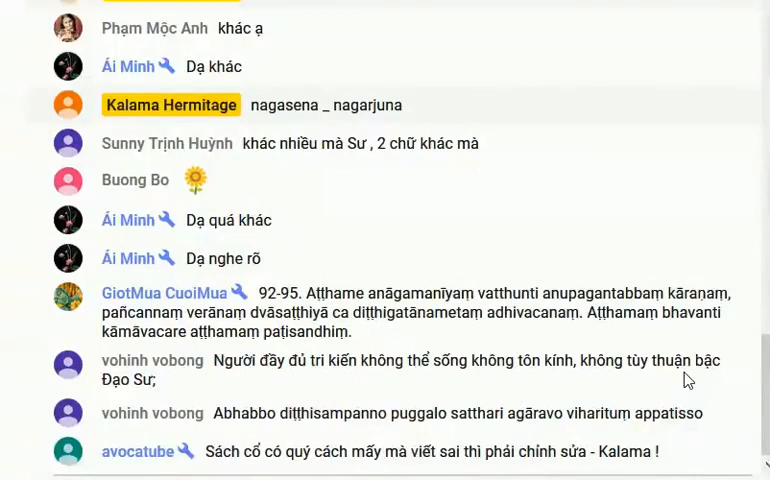 Phạm Mộc Anh khác ạ
Ái Minh Dạ khác
Kalama Hermitage nagasena _ nagarjuna
Sunny Trịnh Huỳnh khác nhiều mà Sư , 2 chữ khác mà
Buong Bo 🌻
Ái Minh Dạ quá khác
Ái Minh Dạ nghe rõ
GiotMua CuoiMua 92-95. Aṭṭhame anāgamanīyaṃ vatthunti anupagantabbaṃ kāraṇaṃ,
pañcannaṃ verānaṃ dvāsaṭṭhiyā ca diṭṭhigatānametaṃ adhivacanaṃ. Aṭṭhamaṃ bhavanti
kāmāvacare aṭṭhamaṃ paṭisandhiṃ.
vohinh vobong Người đầy đủ tri kiến không thể sống không tôn kính, không tùy thuận bậc
Đạo Sư;
vohinh vobong Abhabbo diṭṭhisampanno puggalo satthari agāravo viharituṃ appatisso
avocatube Sách cổ có quý cách mấy mà viết sai thì phải chỉnh sửa - Kalama !